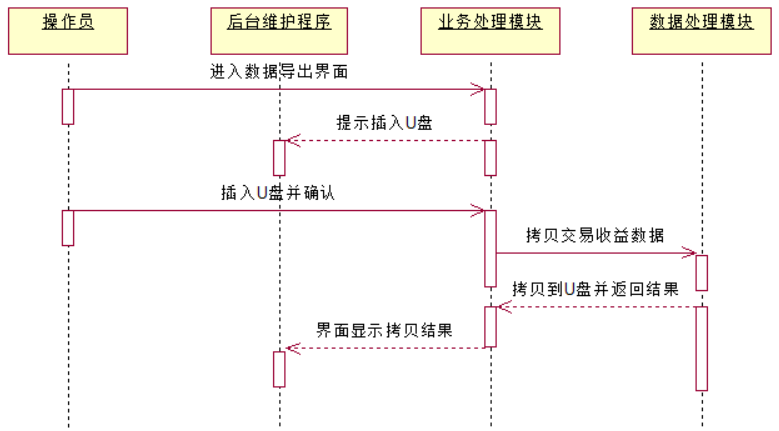 操作员
后台维护程序
业务处理模块
数据处理模块
进入数据导出界面
提示插入U盘
插入U盘并确认
拷贝交易收益数据
拷贝到U盘并返回结果
界面显示拷贝结果